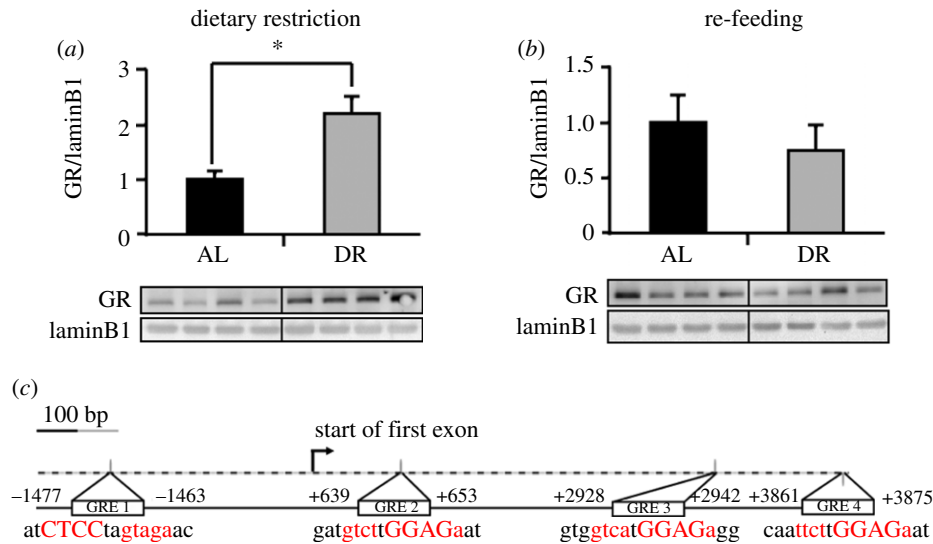 dietary restriction
re-feeding
(a)
(b)
*
GR/laminB1
3
2
1
0
AL
DR
GR
laminB1
GR/laminB1
1.5
1.0
0.5
0
AL
DR
GR
laminB1
(c)
100 bp
start of first exon
–1477 GRE 1 –1463 +639 GRE 2 +653 +2928 GRE 3 +2942 +3861 GRE 4 +3875
atCTCCtagtagaac gatgtcttGGAGaat gtggtcatGGAGagg caattcttGGAGaat